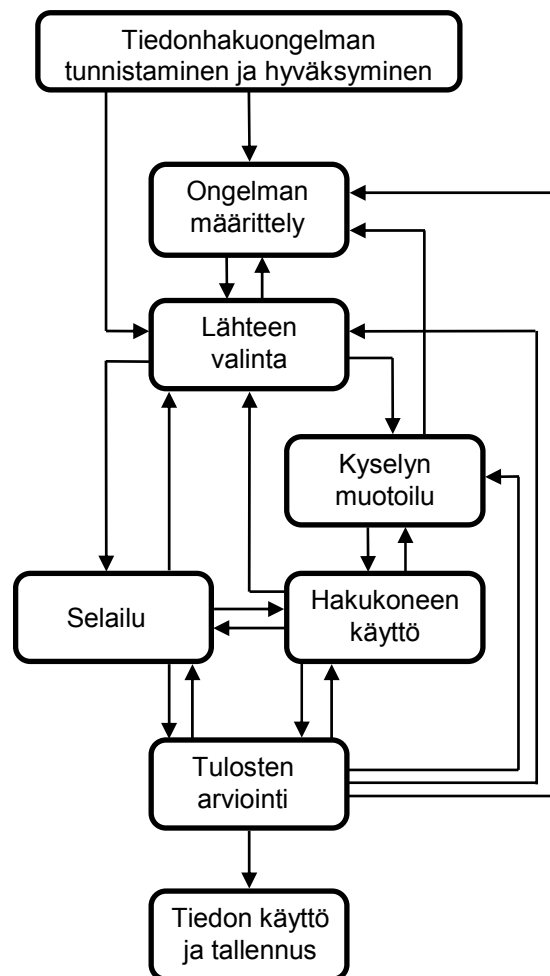 Tiedonhakuongelman
tunnistaminen ja hyväksyminen
Ongelman
määrittely
Lähteen
valinta
Kyselyn
muotoilu
Selailu
Hakukoneen
käyttö
Tulosten
arviointi
Tiedon käyttö
ja tallennus